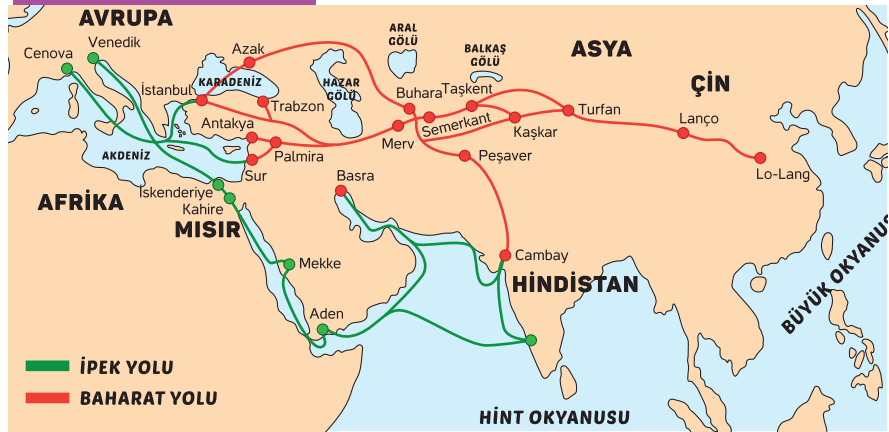 AVRUPA
Cenova
Venedik
Azak
ARAL
GÖLÜ
BALKAŞ
GÖLÜ
ASYA
ÇİN
KARADENİZ
HAZAR
GÖLÜ
İstanbul
Trabzon
Buhara
Taşkent
Turfan
Lanço
Antakya
Semerkant
Kaşkar
AKDENİZ
Palmira
Merv
Peşaver
Lo-Lang
Sur
Basra
AFRİKA
İskenderiye
Kahire
MISIR
Mekke
Cambay
HİNDİSTAN
BÜYÜK OKYANUS
Aden
İPEK YOLU
BAHARAT YOLU
HİNT OKYANUSU